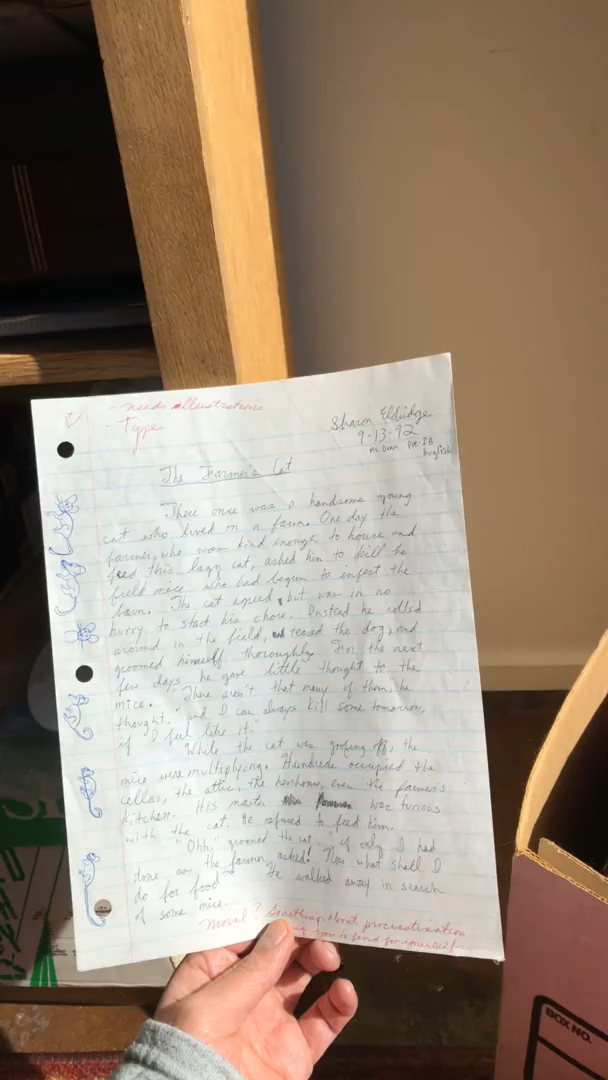 - needs illustrations
- Type
Sharon Eldridge
9-13-92
Mr. Dunn Per. 2B
English
The Farmer's Cat
There once was a handsome young
cat who lived on a farm. One day the
farmer, who was kind enough to house and
feed this lazy cat, asked him to kill the
field mice who had begun to infest the
barn. The cat agreed, but was in no
hurry to start his chore. Instead he rolled
around in the field, teased the dog, and
groomed himself thoroughly. For the next
few days he gave little thought to the
mice. "There aren't that many of them, he
thought, "and I can always kill some tomorrow,
if I feel like it."
While the cat was goofing off, the
mice were multiplying. Hundreds occupied the
cellar, the attic, the henhouse, even the farmer's
kitchen. His master was furious
with the cat. He refused to feed him.
"Ohh," groaned the cat, "if only I had
done as the farmer asked! Now what shall I
do for food?" He walked away in search
of some mice.
Moral? Something about procrastination
ing you to fend for yourself.
BOX NO.